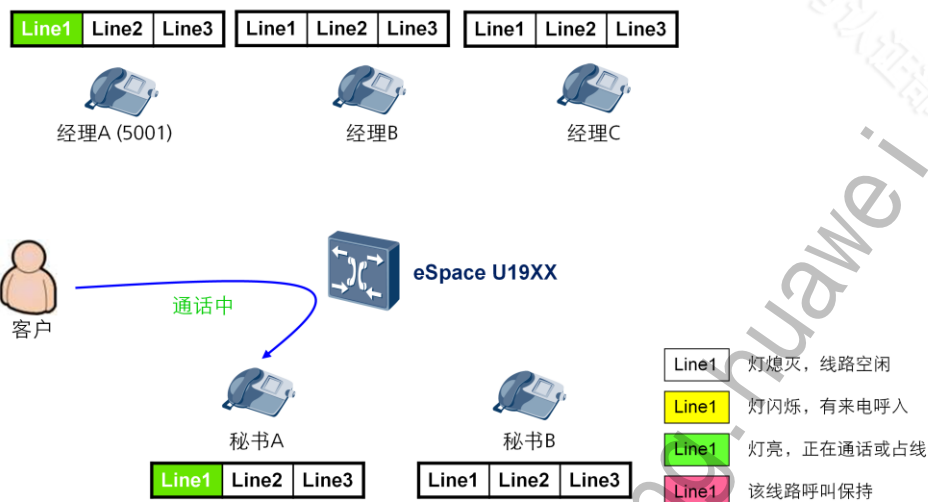 Line1 Line2 Line3 Line1 Line2 Line3 Line1 Line2 Line3
经理A (5001) 经理B 经理C
eSpace U19XX
通话中
客户
秘书A 秘书B
Line1 Line2 Line3 Line1 Line2 Line3
Line1 灯熄灭，线路空闲
Line1 灯闪烁，有来电呼入
Line1 灯亮，正在通话或占线
Line1 该线路呼叫保持
ng.huawei